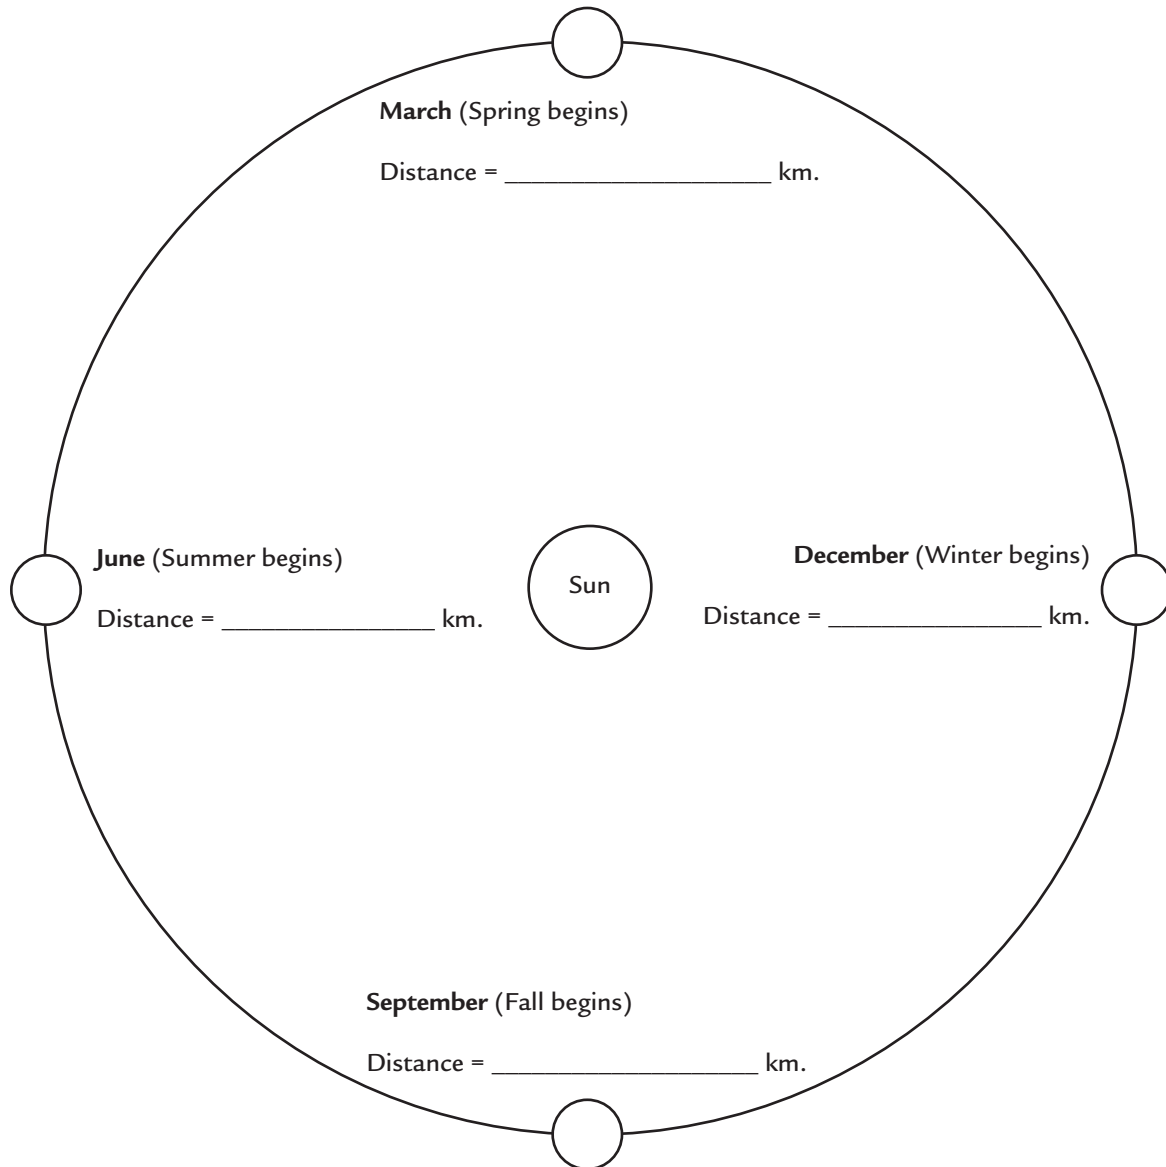 March (Spring begins)
Distance = ____________________ km.
June (Summer begins)
Distance = ________________ km.
Sun
December (Winter begins)
Distance = ________________ km.
September (Fall begins)
Distance = ____________________ km.